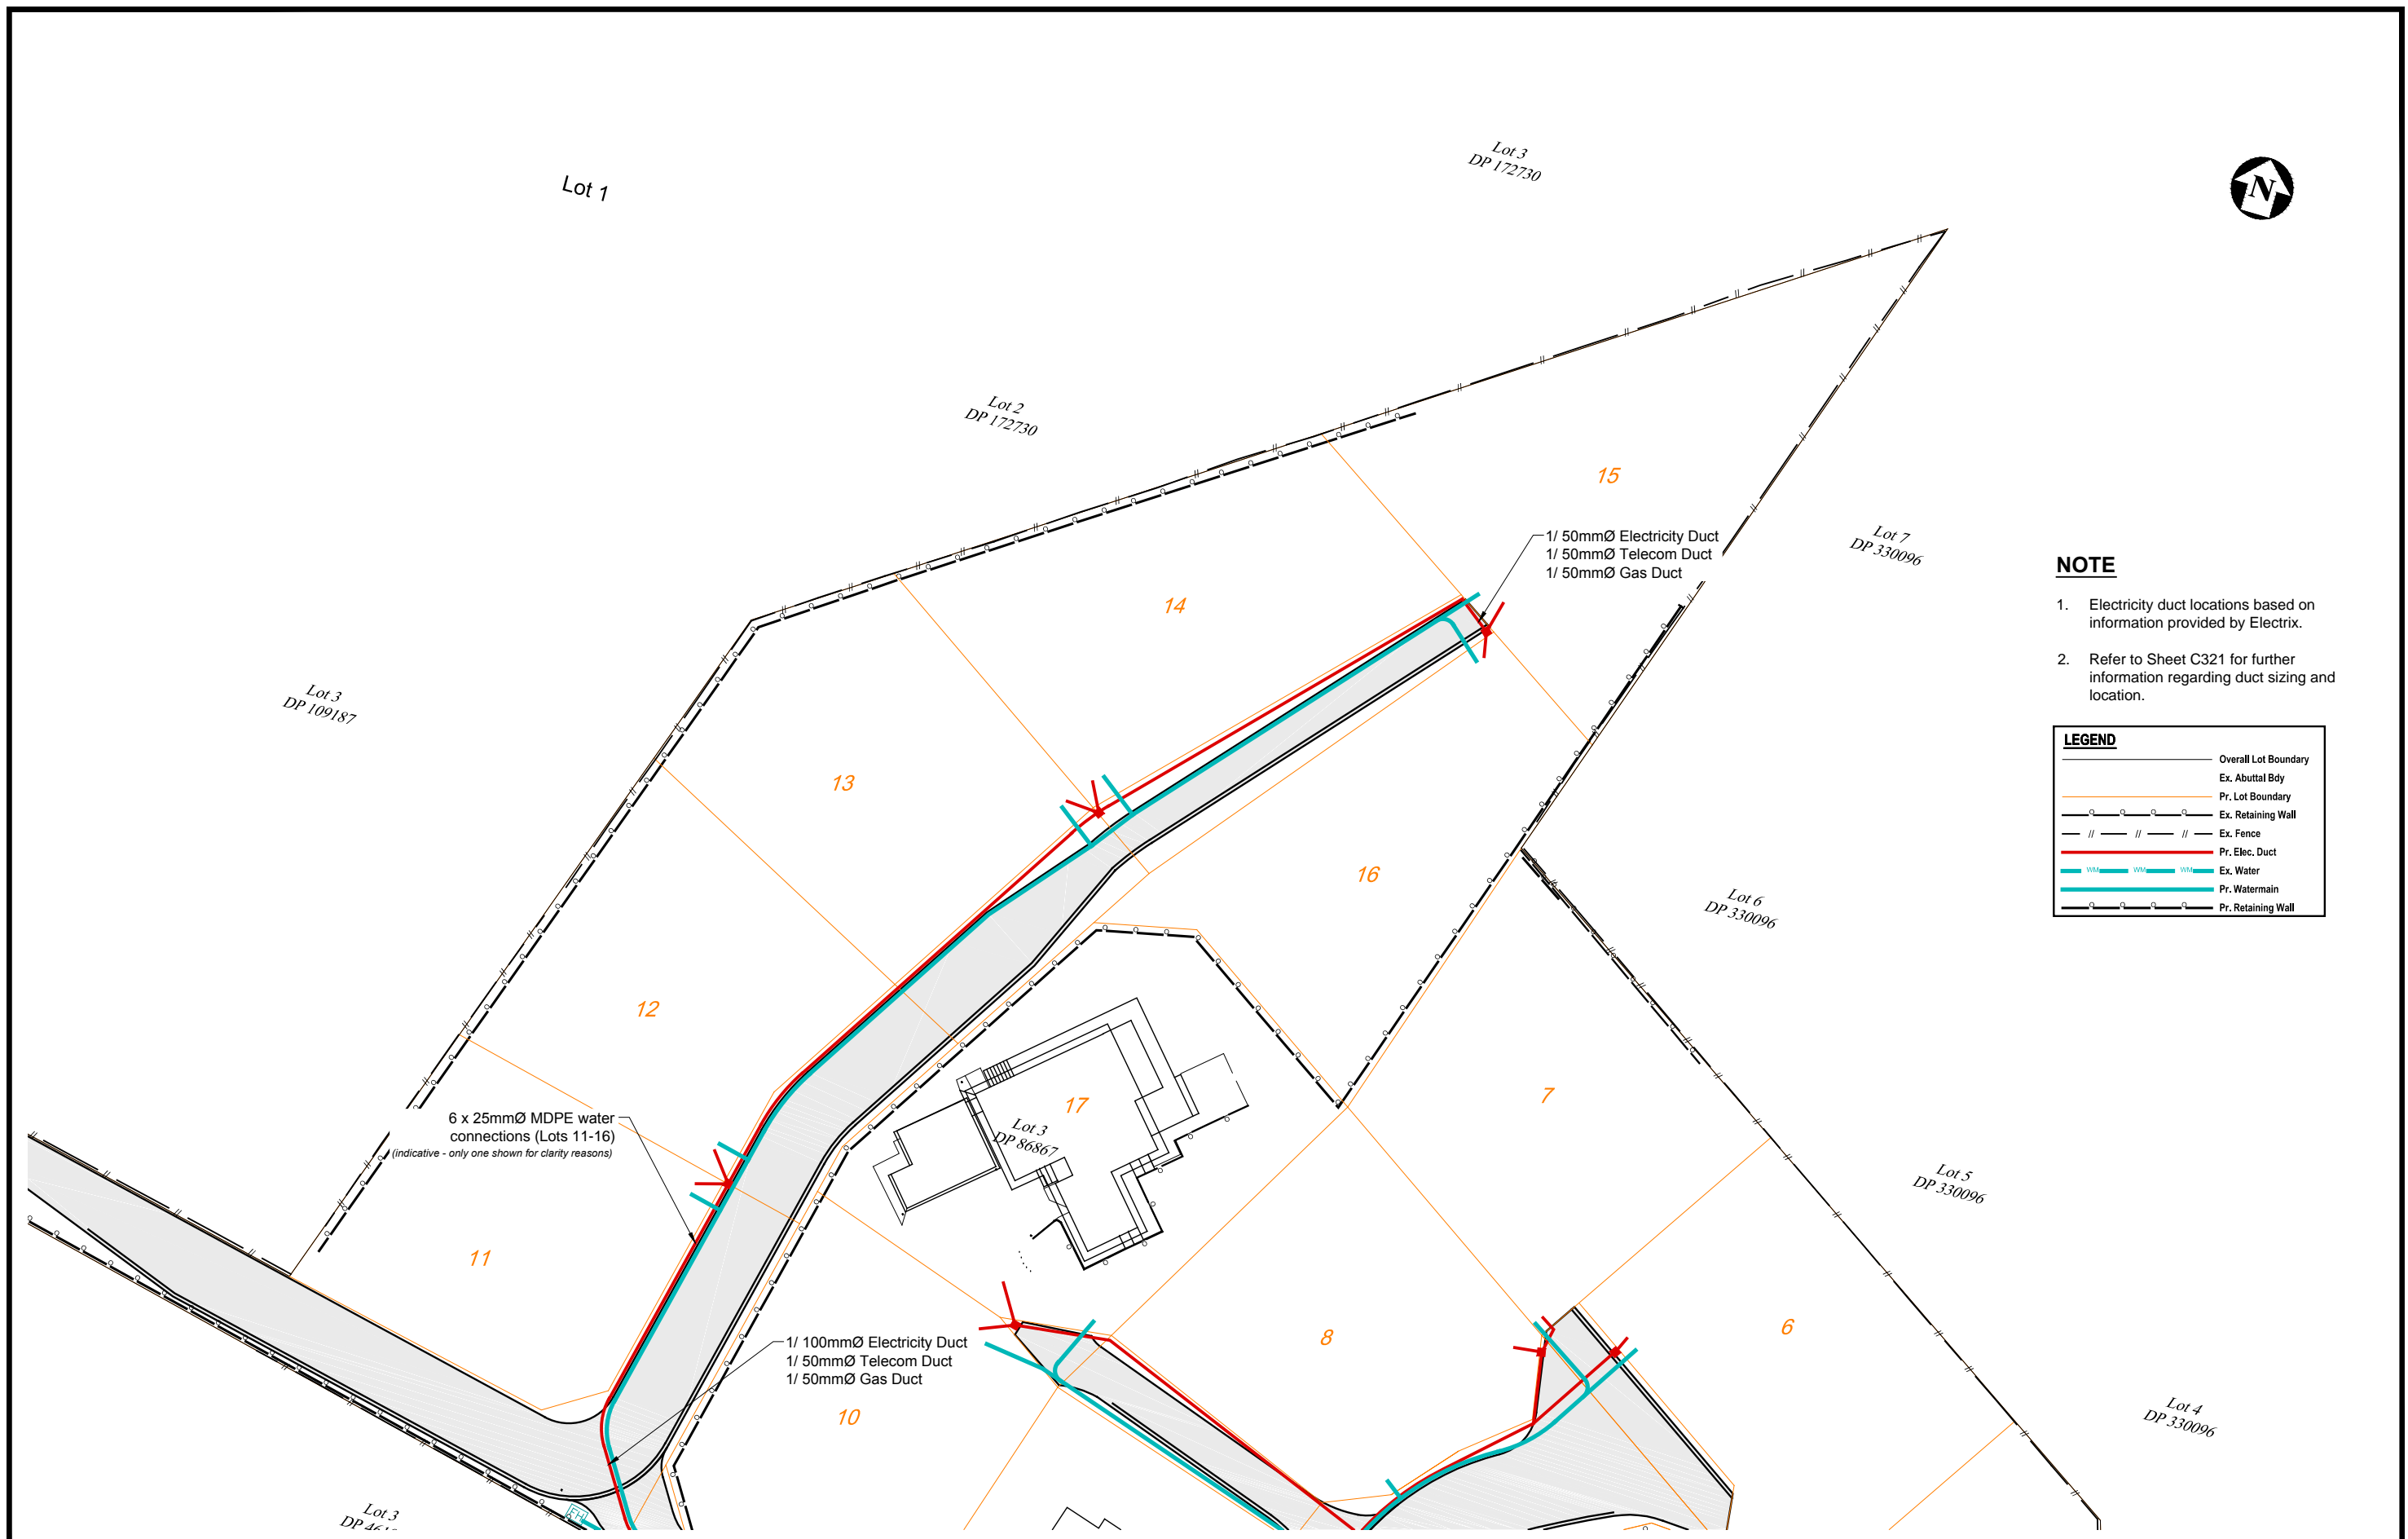 Lot 1
Lot 3
DP 172730
N
Lot 2
DP 172730
15
1/ 50mmØ Electricity Duct
1/ 50mmØ Telecom Duct
1/ 50mmØ Gas Duct
Lot 7
DP 330096
14
NOTE
1. Electricity duct locations based on
information provided by Electrix.
2. Refer to Sheet C321 for further
information regarding duct sizing and
location.
Lot 3
DP 109187
13
LEGEND
Overall Lot Boundary
Ex. Abuttal Bdy
Pr. Lot Boundary
Ex. Retaining Wall
Ex. Fence
Pr. Elec. Duct
WM WM WM Ex. Water
Pr. Watermain
Pr. Retaining Wall
16
Lot 6
DP 330096
12
17
Lot 3
DP 86867
7
6 x 25mmØ MDPE water
connections (Lots 11-16)
(indicative - only one shown for clarity reasons)
Lot 5
DP 330096
11
8
6
1/ 100mmØ Electricity Duct
1/ 50mmØ Telecom Duct
1/ 50mmØ Gas Duct
10
Lot 4
DP 330096
Lot 3
DP
FH